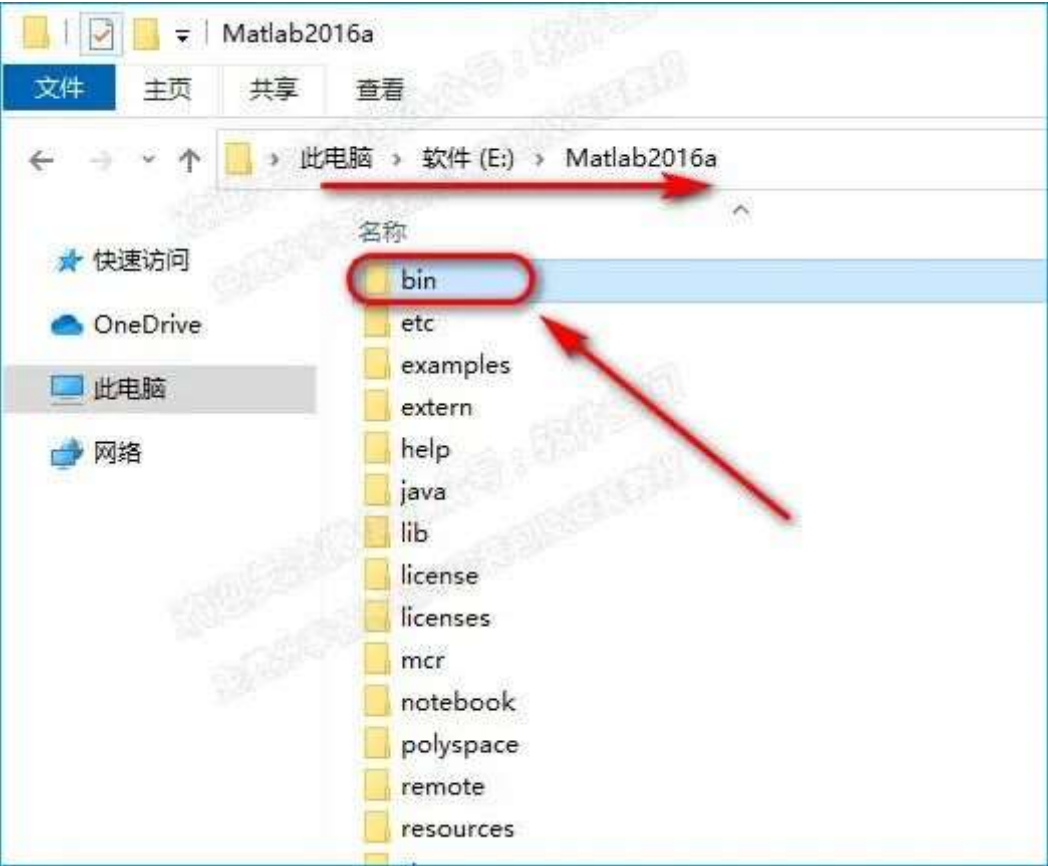 Matlab2016a
文件 主页 共享 查看
此电脑 › 软件 (E:) › Matlab2016a
名称
快速访问
OneDrive
此电脑
网络
bin
etc
examples
extern
help
java
lib
license
licenses
mcr
notebook
polyspace
remote
resources